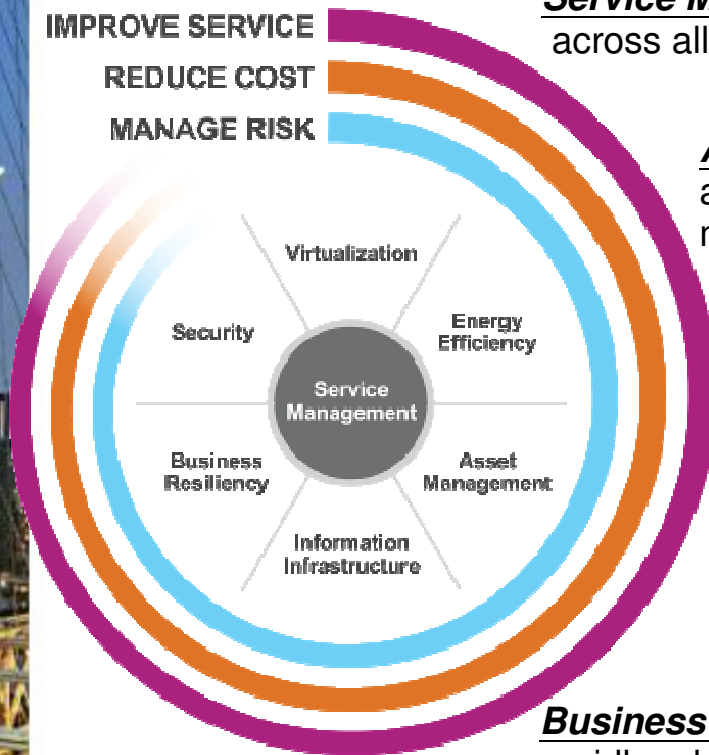 IMPROVE SERVICE
REDUCE COST
MANAGE RISK
Service
across all
Virtualization
Security
Energy
Efficiency
Service
Management
Business
Resiliency
Asset
Management
Information
Infrastructure
Business